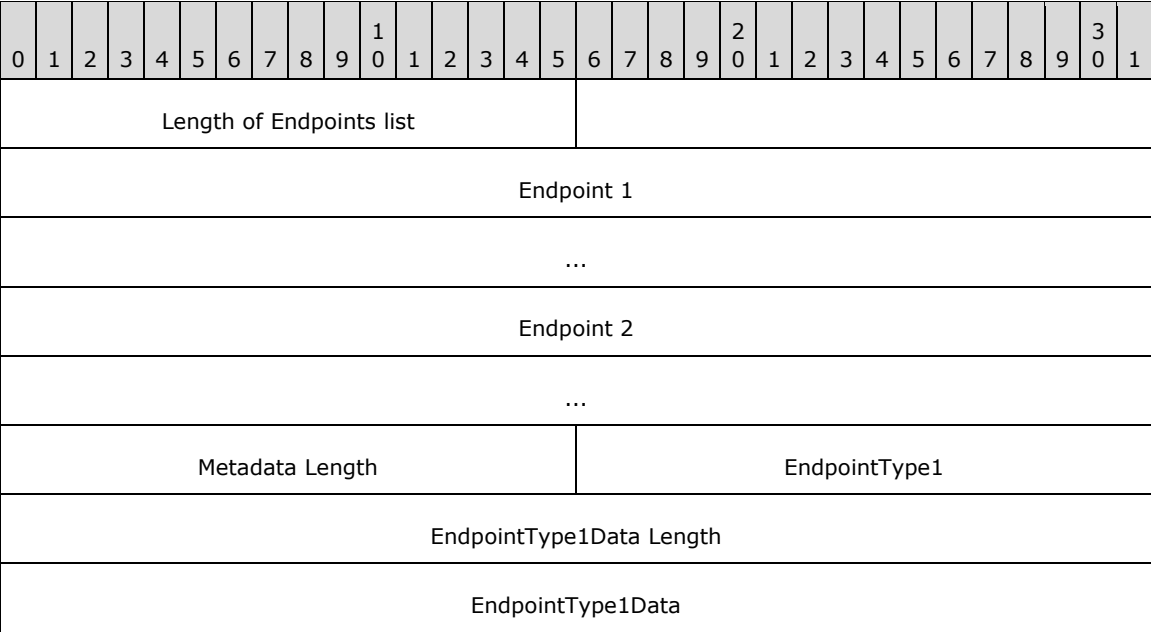 1 2 3
0 1 2 3 4 5 6 7 8 9 0 1 2 3 4 5 6 7 8 9 0 1 2 3 4 5 6 7 8 9 0 1
Length of Endpoints list
Endpoint 1
...
Endpoint 2
...
Metadata Length EndpointType1
EndpointType1Data Length
EndpointType1Data